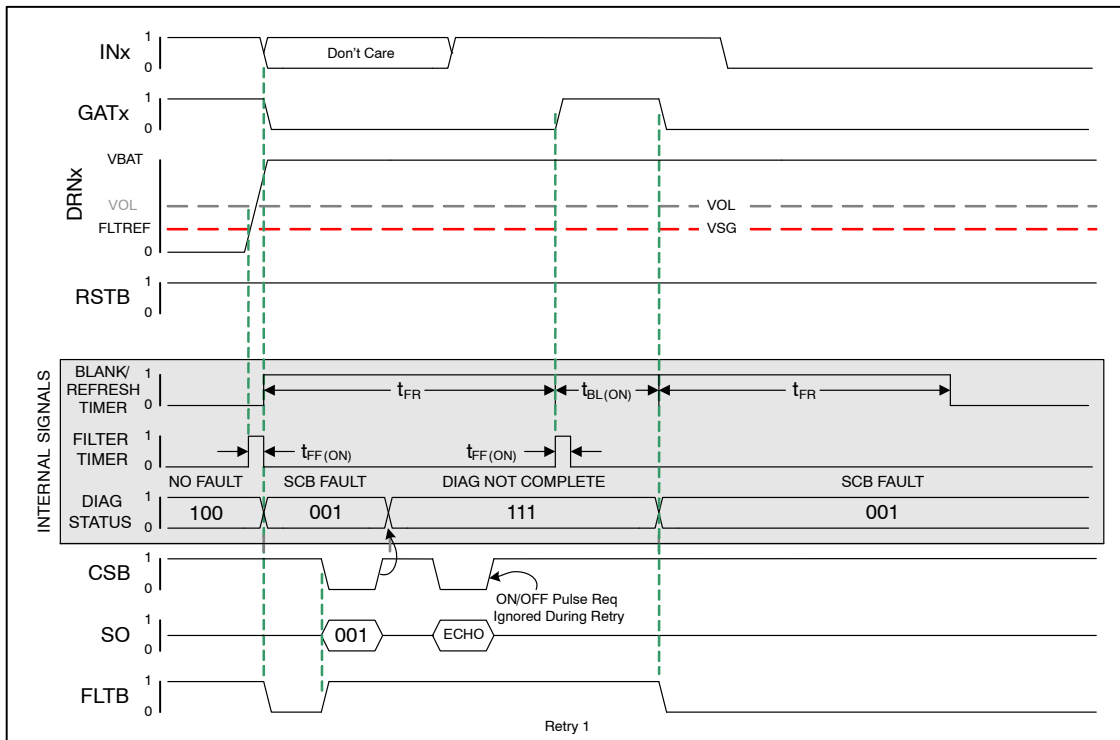 INx
1
0
Don't Care
GATx
1
0
DRNx
VBAT
VOL
VOL
FLTREF
VSG
0
RSTB
1
0
INTERNAL SIGNALS
BLANK/
REFRESH
TIMER
1
0
tFR
tBL(ON)
tFR
FILTER
TIMER
1
0
tFF(ON)
tFF(ON)
NO FAULT
SCB FAULT
DIAG NOT COMPLETE
SCB FAULT
DIAG
STATUS
1
0
100
001
111
001
CSB
1
0
ON/OFF Pulse Req
Ignored During Retry
SO
1
0
001
ECHO
FLTB
1
0
Retry 1